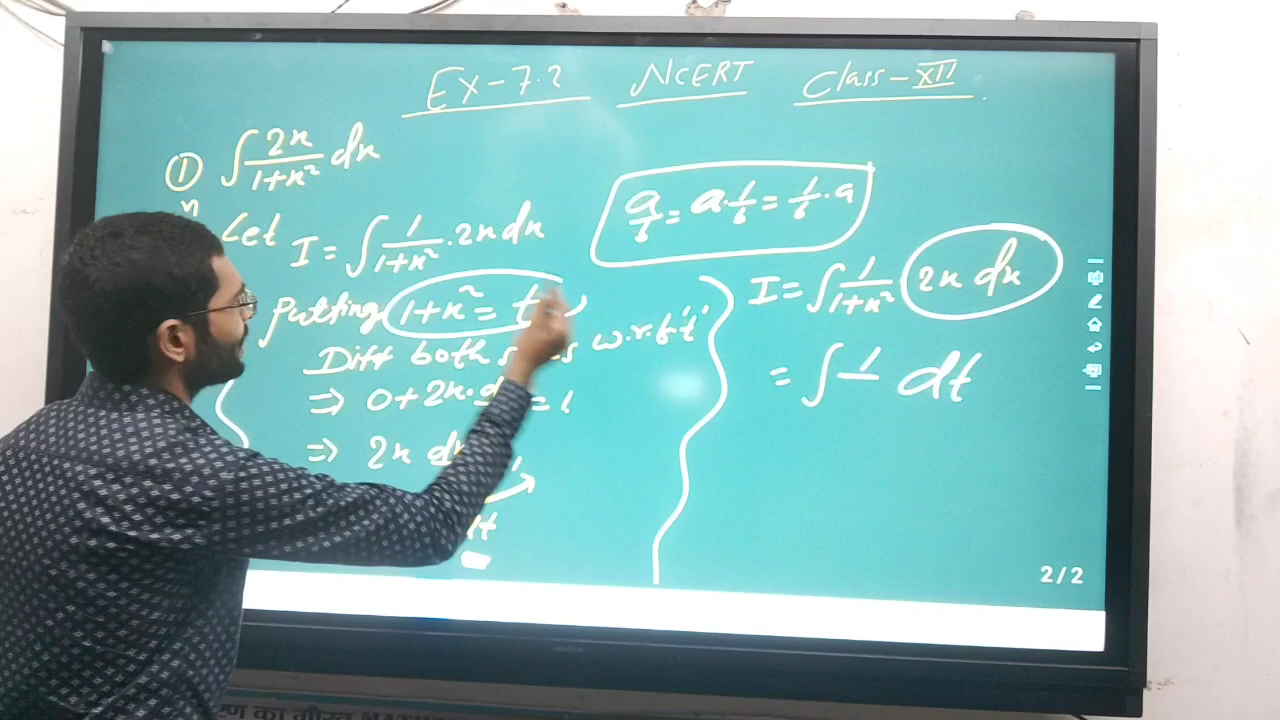 Ex-7.2 NCERT Class-XII
① ∫ 2x/1+x² dx
Let I = ∫ 1/1+x² . 2x dx
Putting 1+x² = t
Diff both w.r.t 't'
⇒ 0+2x. = 1
⇒ 2x
a/b = a.1/b = 1/b.a
I = ∫ 1/1+x² 2x dx
= ∫ 1/ dt
2/2